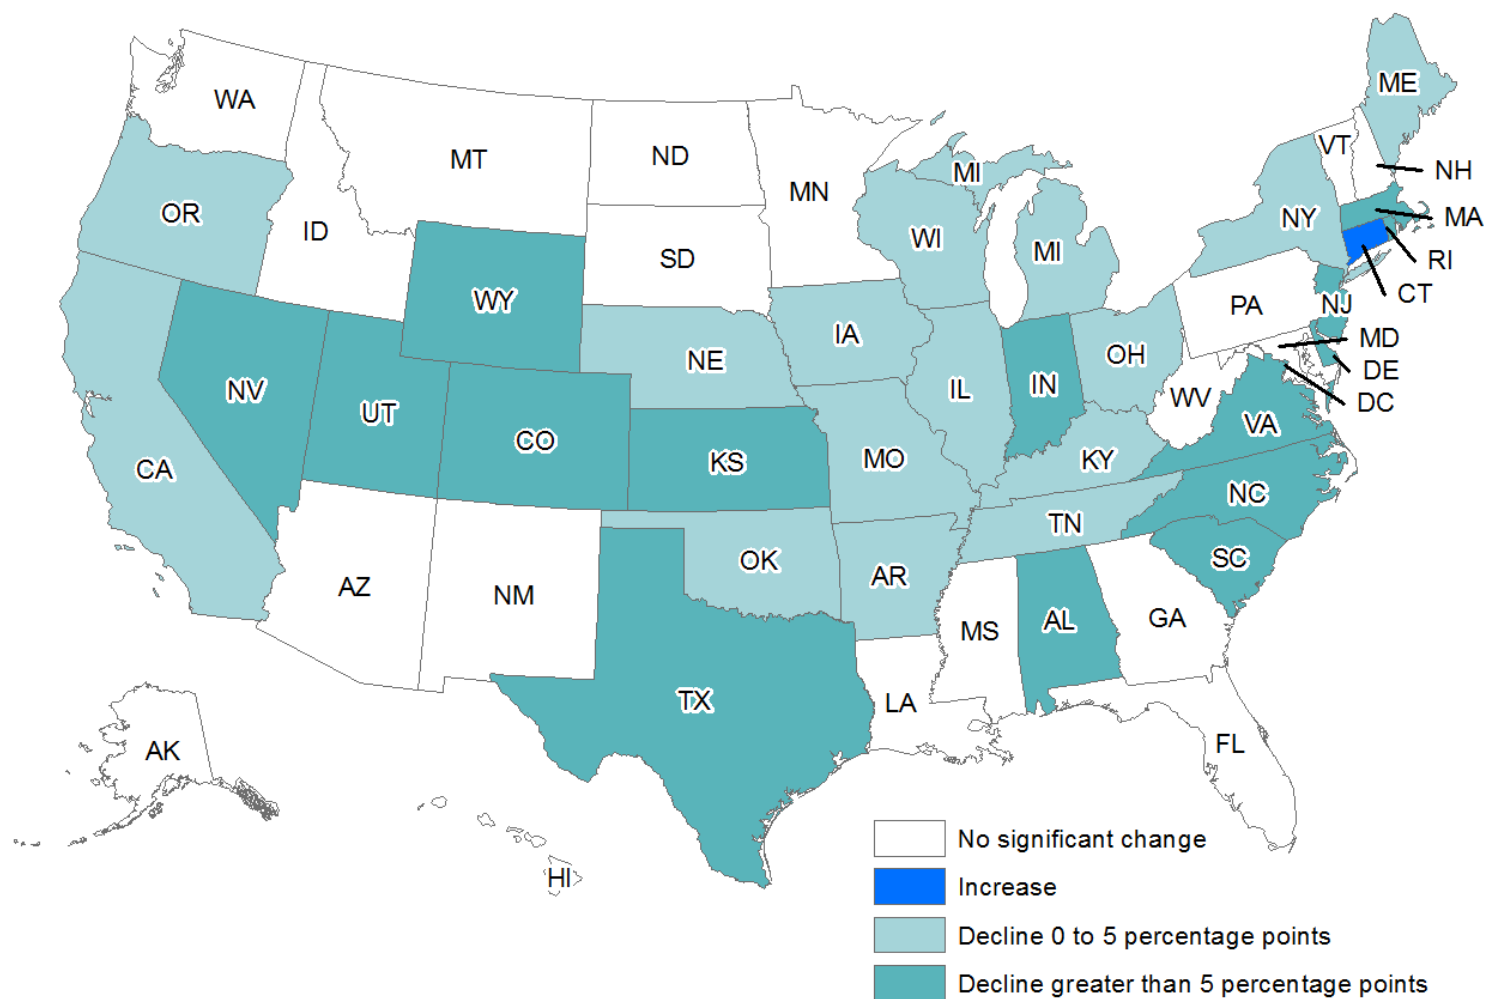 ME
WA
VT
ND
MT
NH
MI
MN
OR
MA
NY
ID
WI
MI
SD
RI
CT
WY
PA
NJ
IA
MD
OH
NE
DE
IN
NV
IL
WV
DC
UT
VA
CO
MO
KY
KS
CA
NC
TN
SC
OK
AR
AZ
NM
GA
AL
MS
TX
LA
FL
AK
No significant change
HI
Increase
Decline 0 to 5 percentage points
Decline greater than 5 percentage points